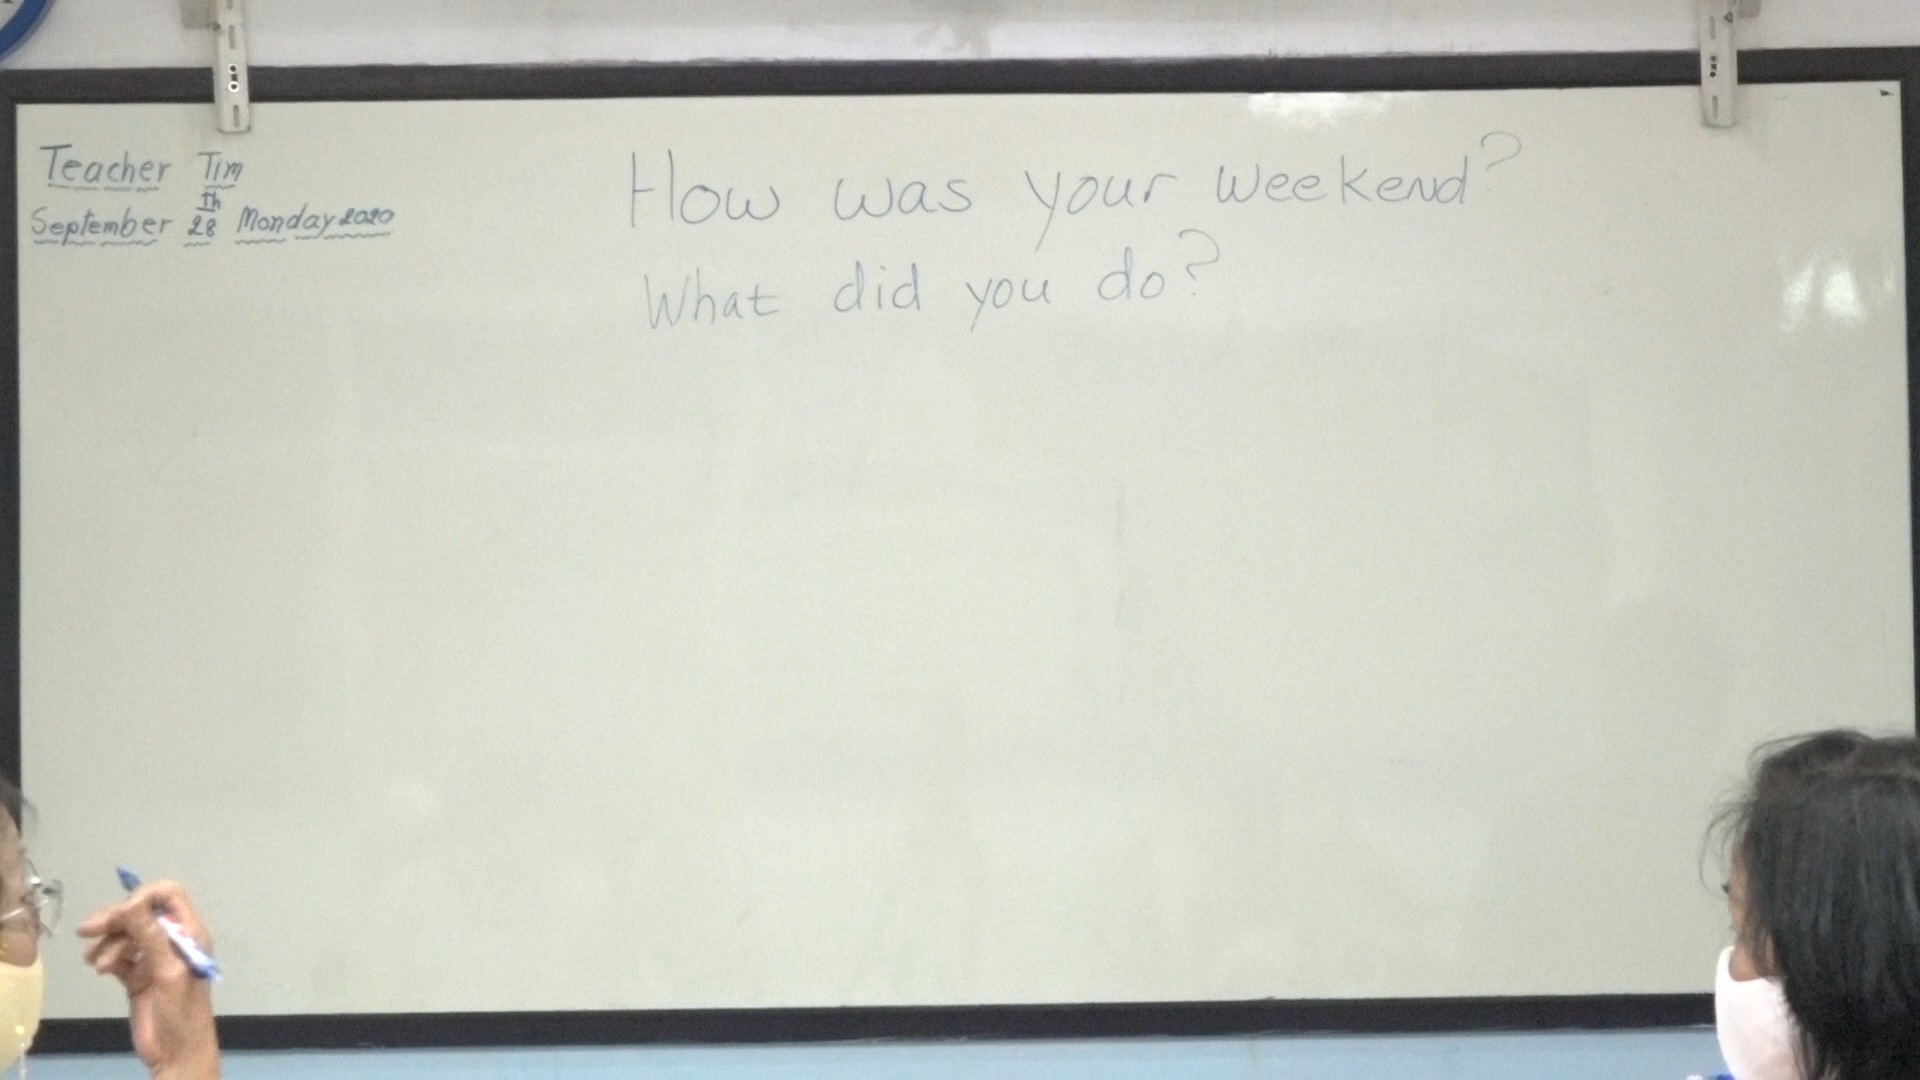 Teacher Tim
September 28th Monday 2020
How was your weekend?
What did you do?